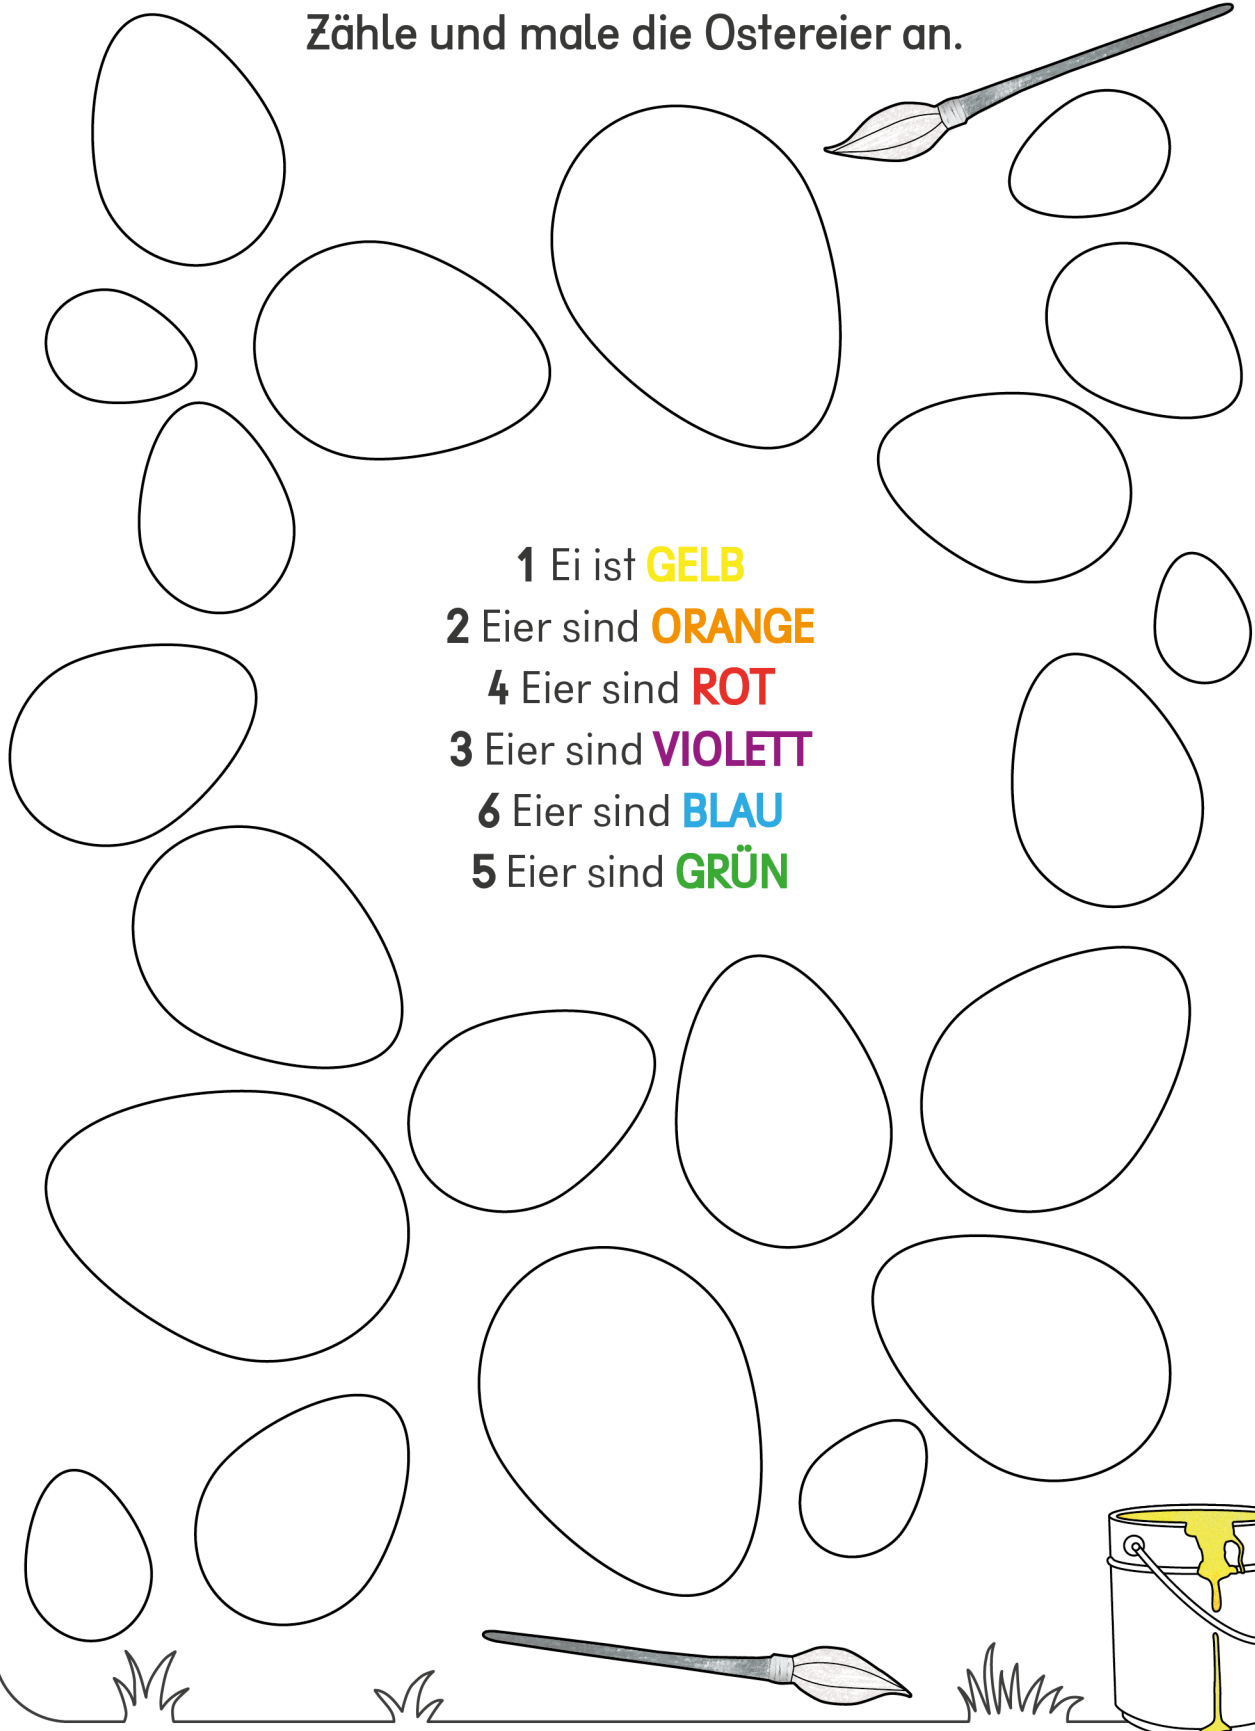 Zähle und male die Ostereier an.
1 Ei ist GELB
2 Eier sind ORANGE
4 Eier sind ROT
3 Eier sind VIOLETT
6 Eier sind BLAU
5 Eier sind GRÜN